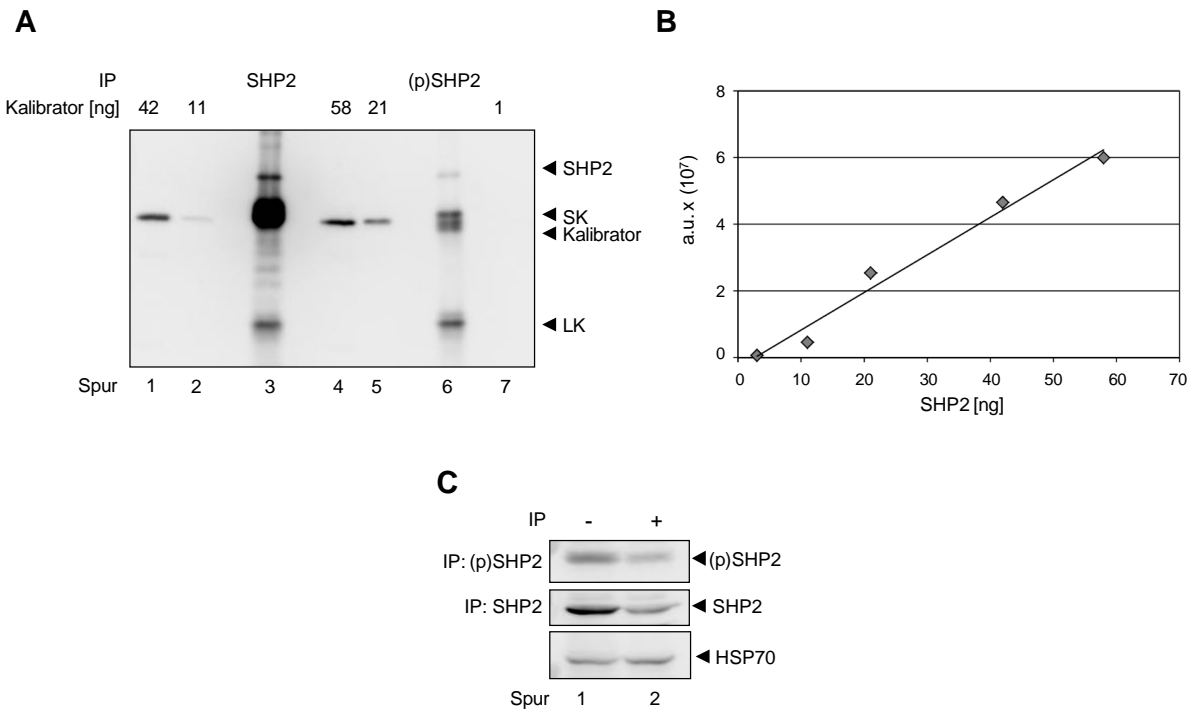 A
IP SHP2 (p)SHP2
Kalibrator [ng] 42 11 58 21 1
SHP2
SK
Kalibrator
LK
Spur 1 2 3 4 5 6 7
B
8
6
4
2
0
a.u. x (10⁷)
0 10 20 30 40 50 60 70
SHP2 [ng]
C
IP - +
IP: (p)SHP2 (p)SHP2
IP: SHP2 SHP2
HSP70
Spur 1 2